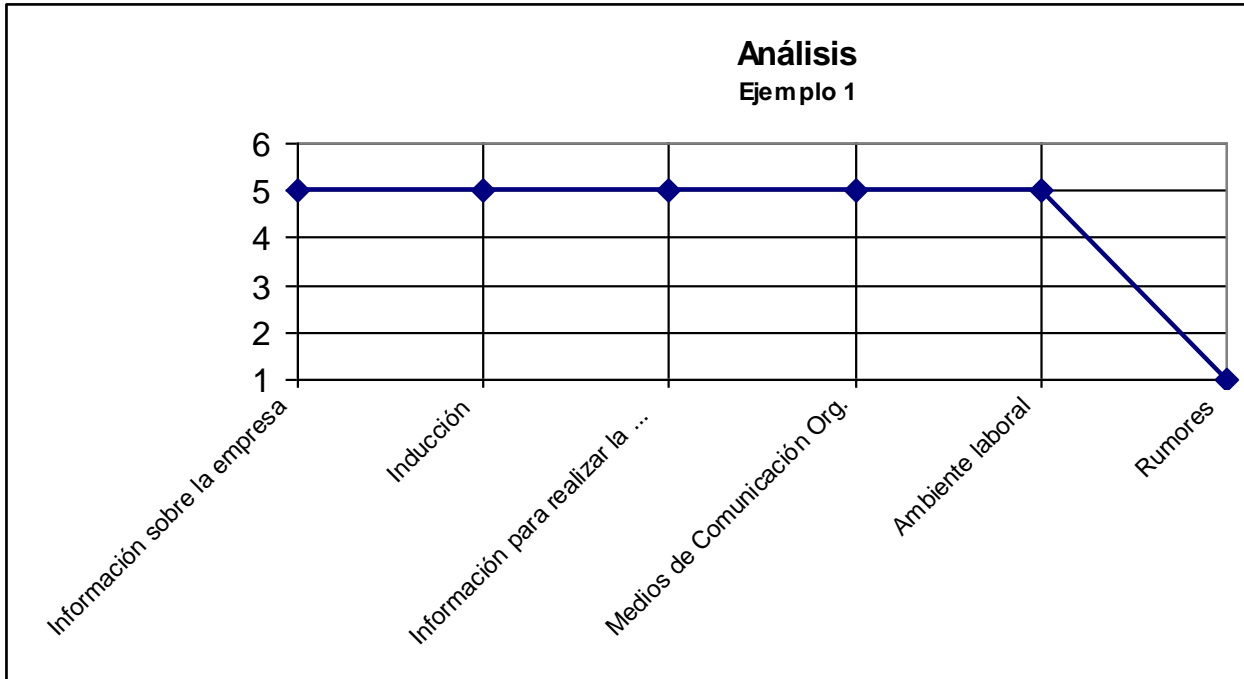 Análisis
Ejemplo 1
6
5
4
3
2
1
Información sobre la empresa
Inducción
Información para realizar la ...
Medios de Comunicación Org.
Ambiente laboral
Rumores